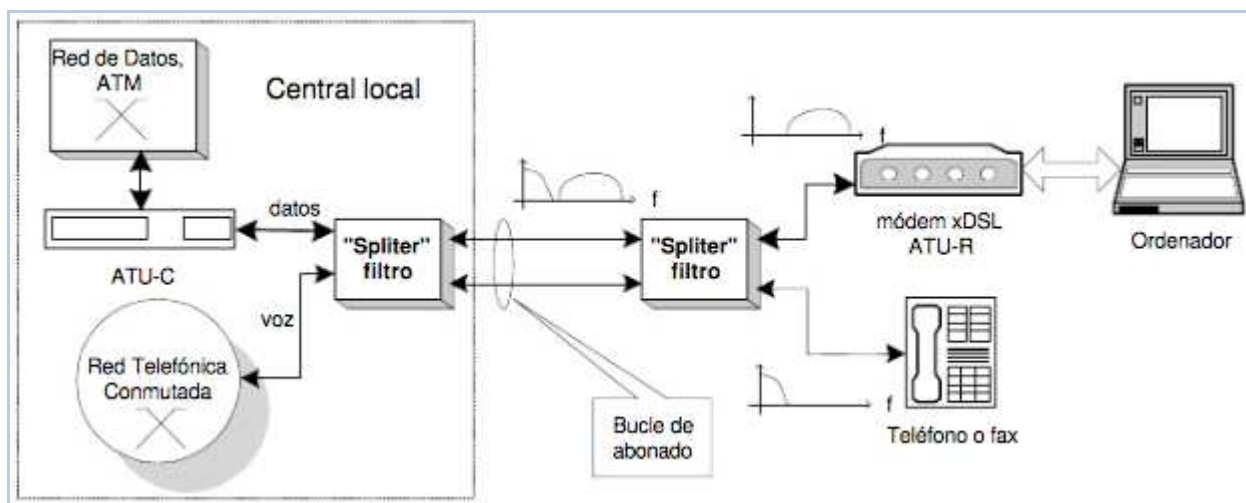 Red de Datos,
ATM
Central local
datos
ATU-C
"Spliter"
filtro
voz
Red Telefónica
Conmutada
f
"Spliter"
filtro
Bucle de
abonado
f
módem xDSL
ATU-R
Ordenador
f
Teléfono o fax